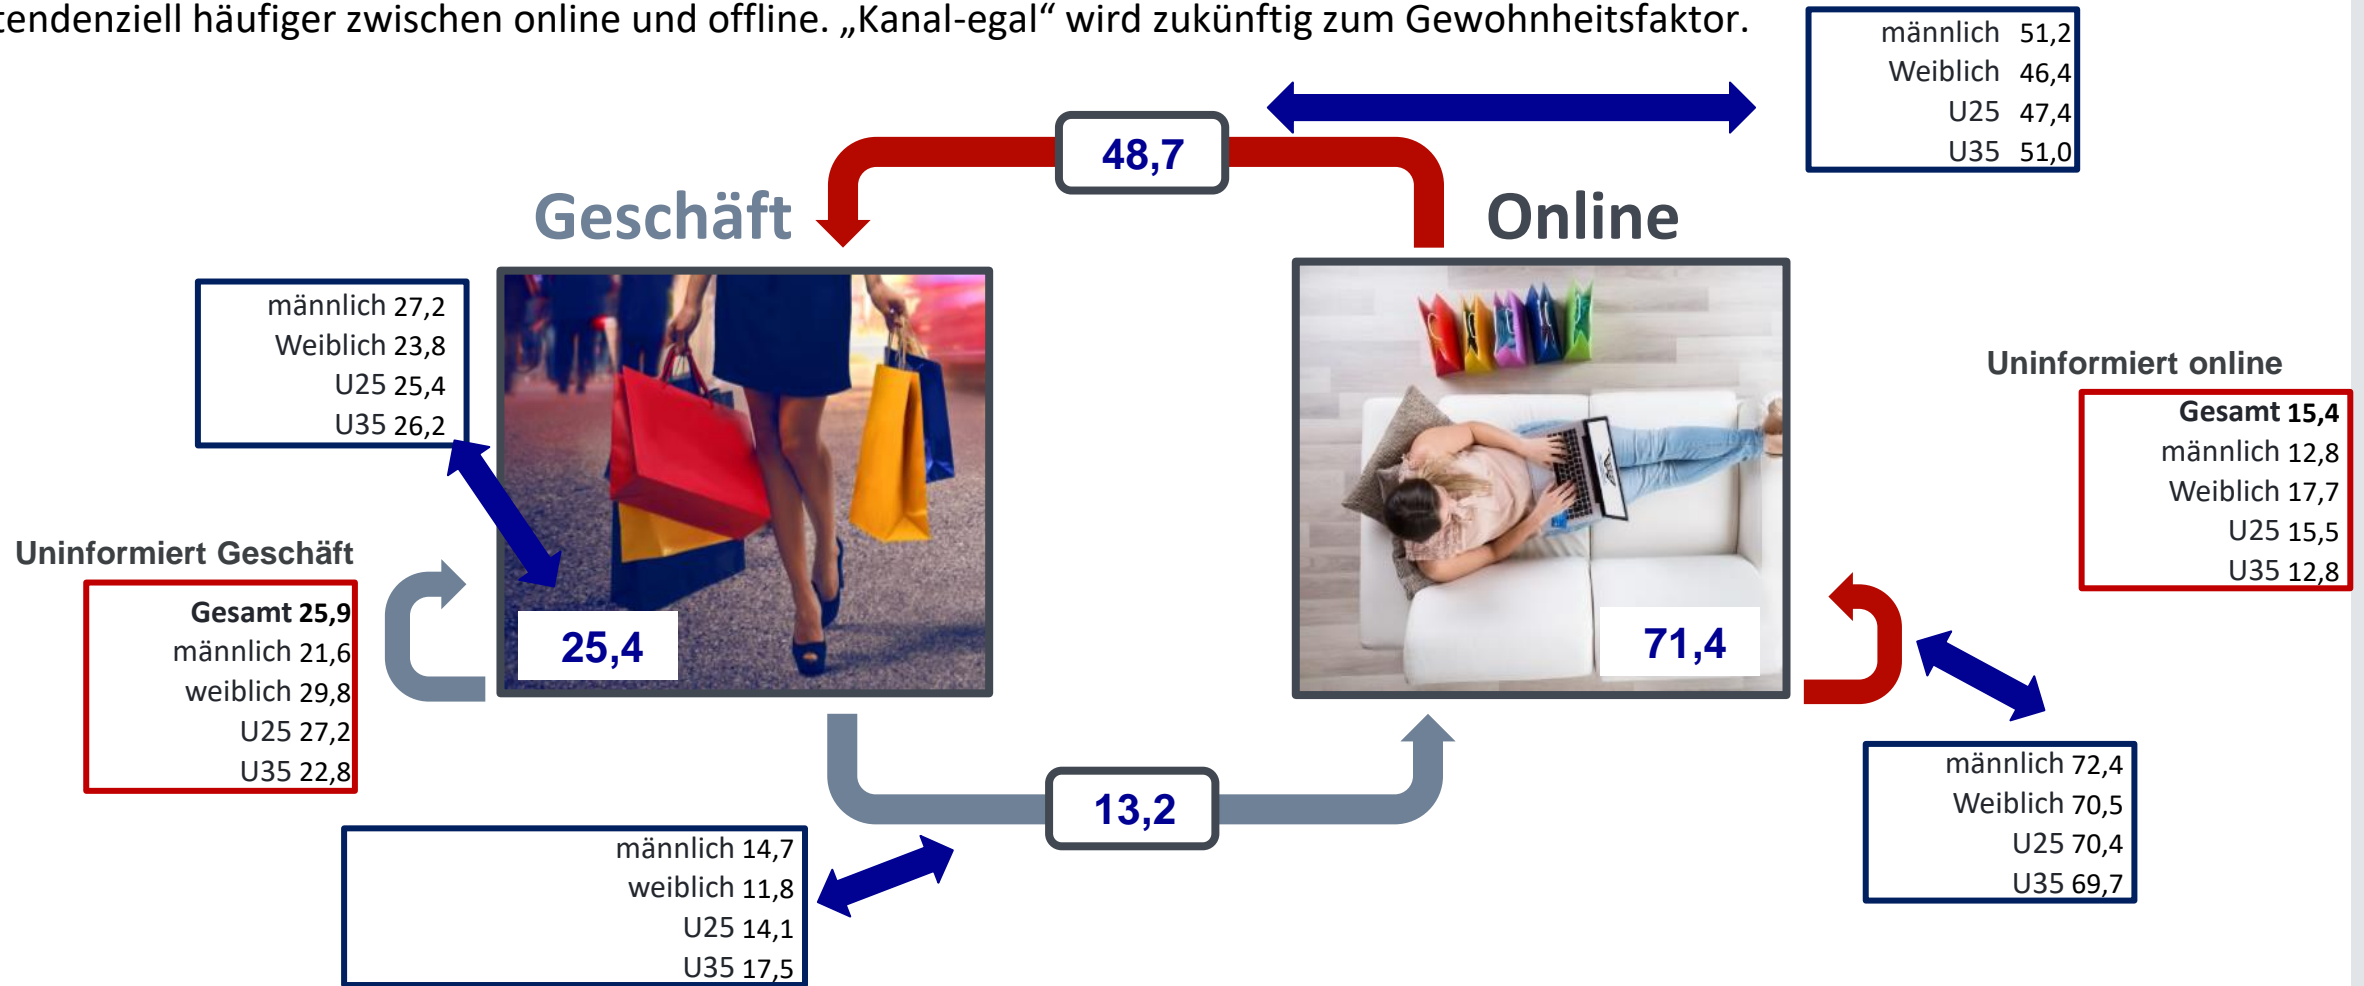 tendenziell häufiger zwischen online und offline. „Kanal-egal“ wird zukünftig zum Gewohnheitsfaktor.
männlich 51,2
Weiblich 46,4
U25 47,4
U35 51,0
48,7
Geschäft
Online
männlich 27,2
Weiblich 23,8
U25 25,4
U35 26,2
Uninformiert online
Gesamt 15,4
männlich 12,8
Weiblich 17,7
U25 15,5
U35 12,8
Uninformiert Geschäft
Gesamt 25,9
männlich 21,6
weiblich 29,8
U25 27,2
U35 22,8
25,4
71,4
13,2
männlich 72,4
Weiblich 70,5
U25 70,4
U35 69,7
männlich 14,7
weiblich 11,8
U25 14,1
U35 17,5